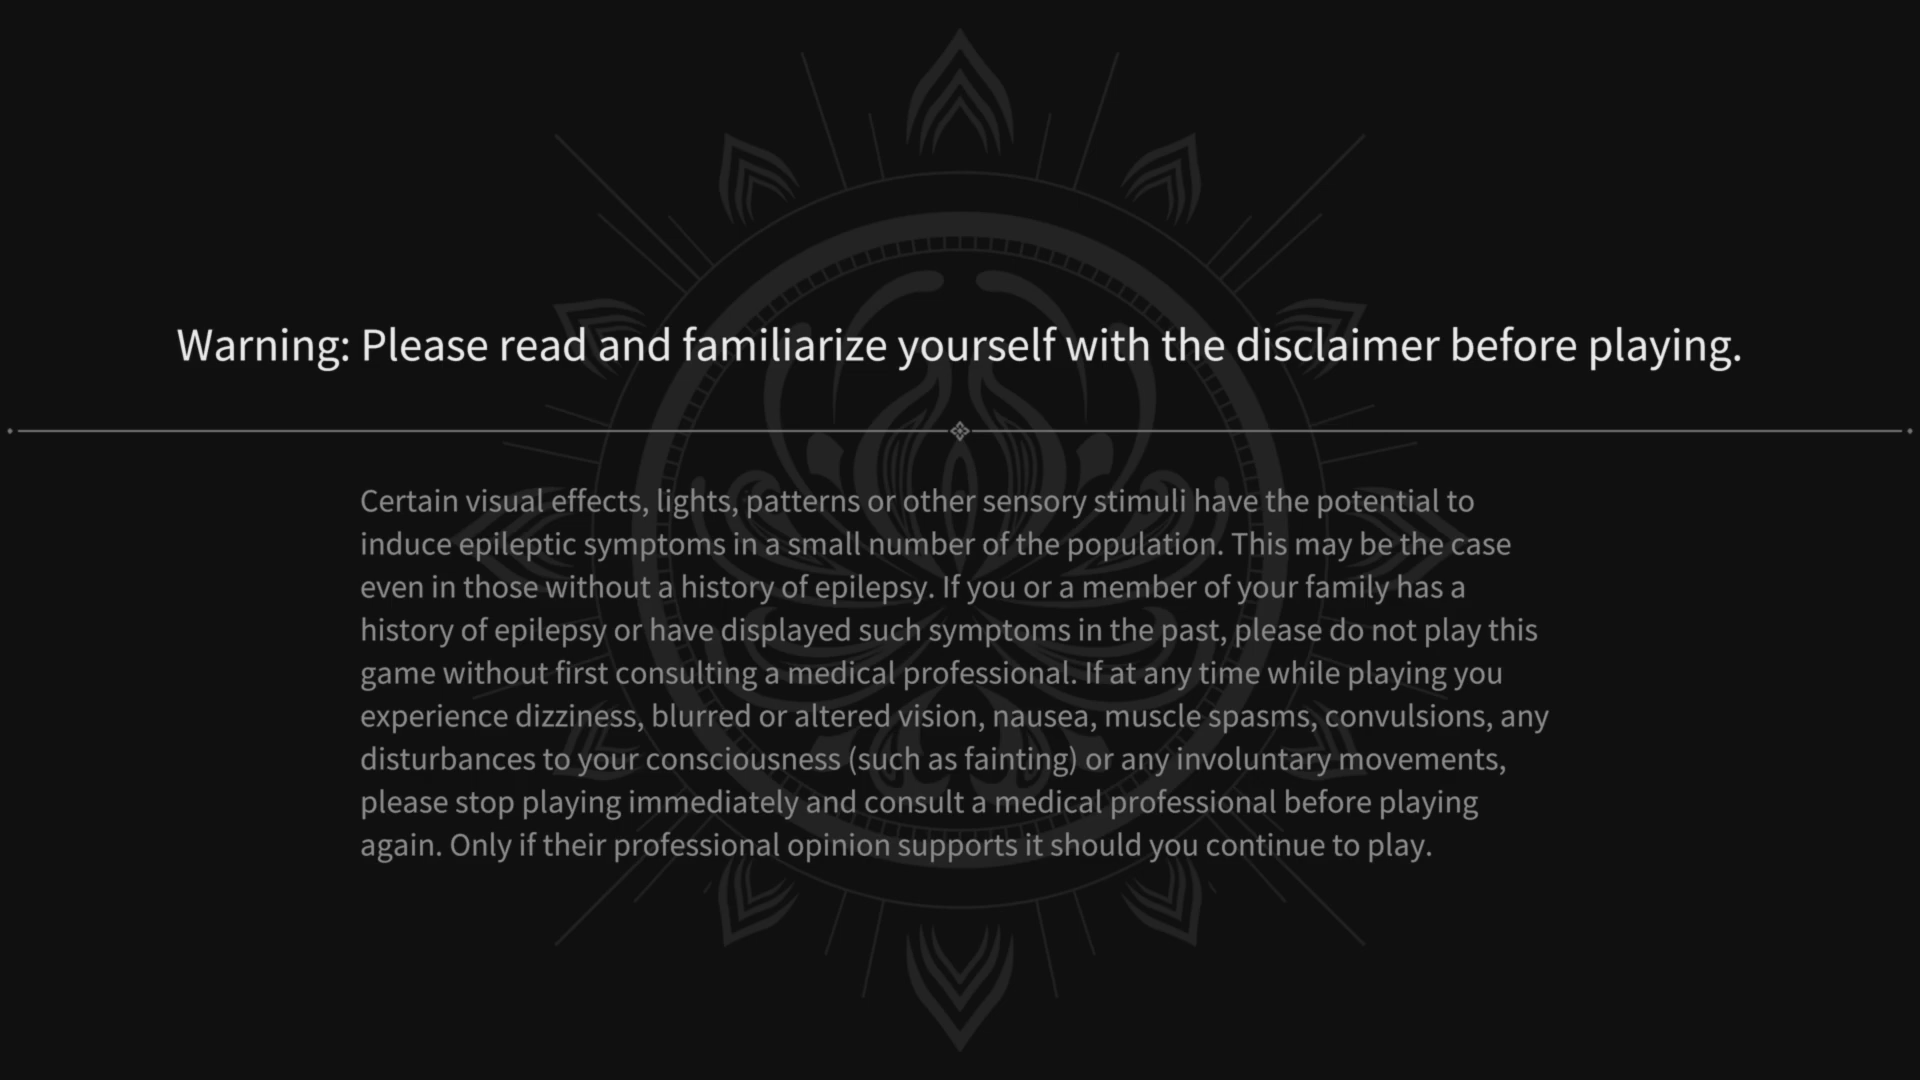 Warning: Please read and familiarize yourself with the disclaimer before playing.
Certain visual effects, lights, patterns or other sensory stimuli have the potential to
induce epileptic symptoms in a small number of the population. This may be the case
even in those without a history of epilepsy. If you or a member of your family has a
history of epilepsy or have displayed such symptoms in the past, please do not play this
game without first consulting a medical professional. If at any time while playing you
experience dizziness, blurred or altered vision, nausea, muscle spasms, convulsions, any
disturbances to your consciousness (such as fainting) or any involuntary movements,
please stop playing immediately and consult a medical professional before playing
again. Only if their professional opinion supports it should you continue to play.